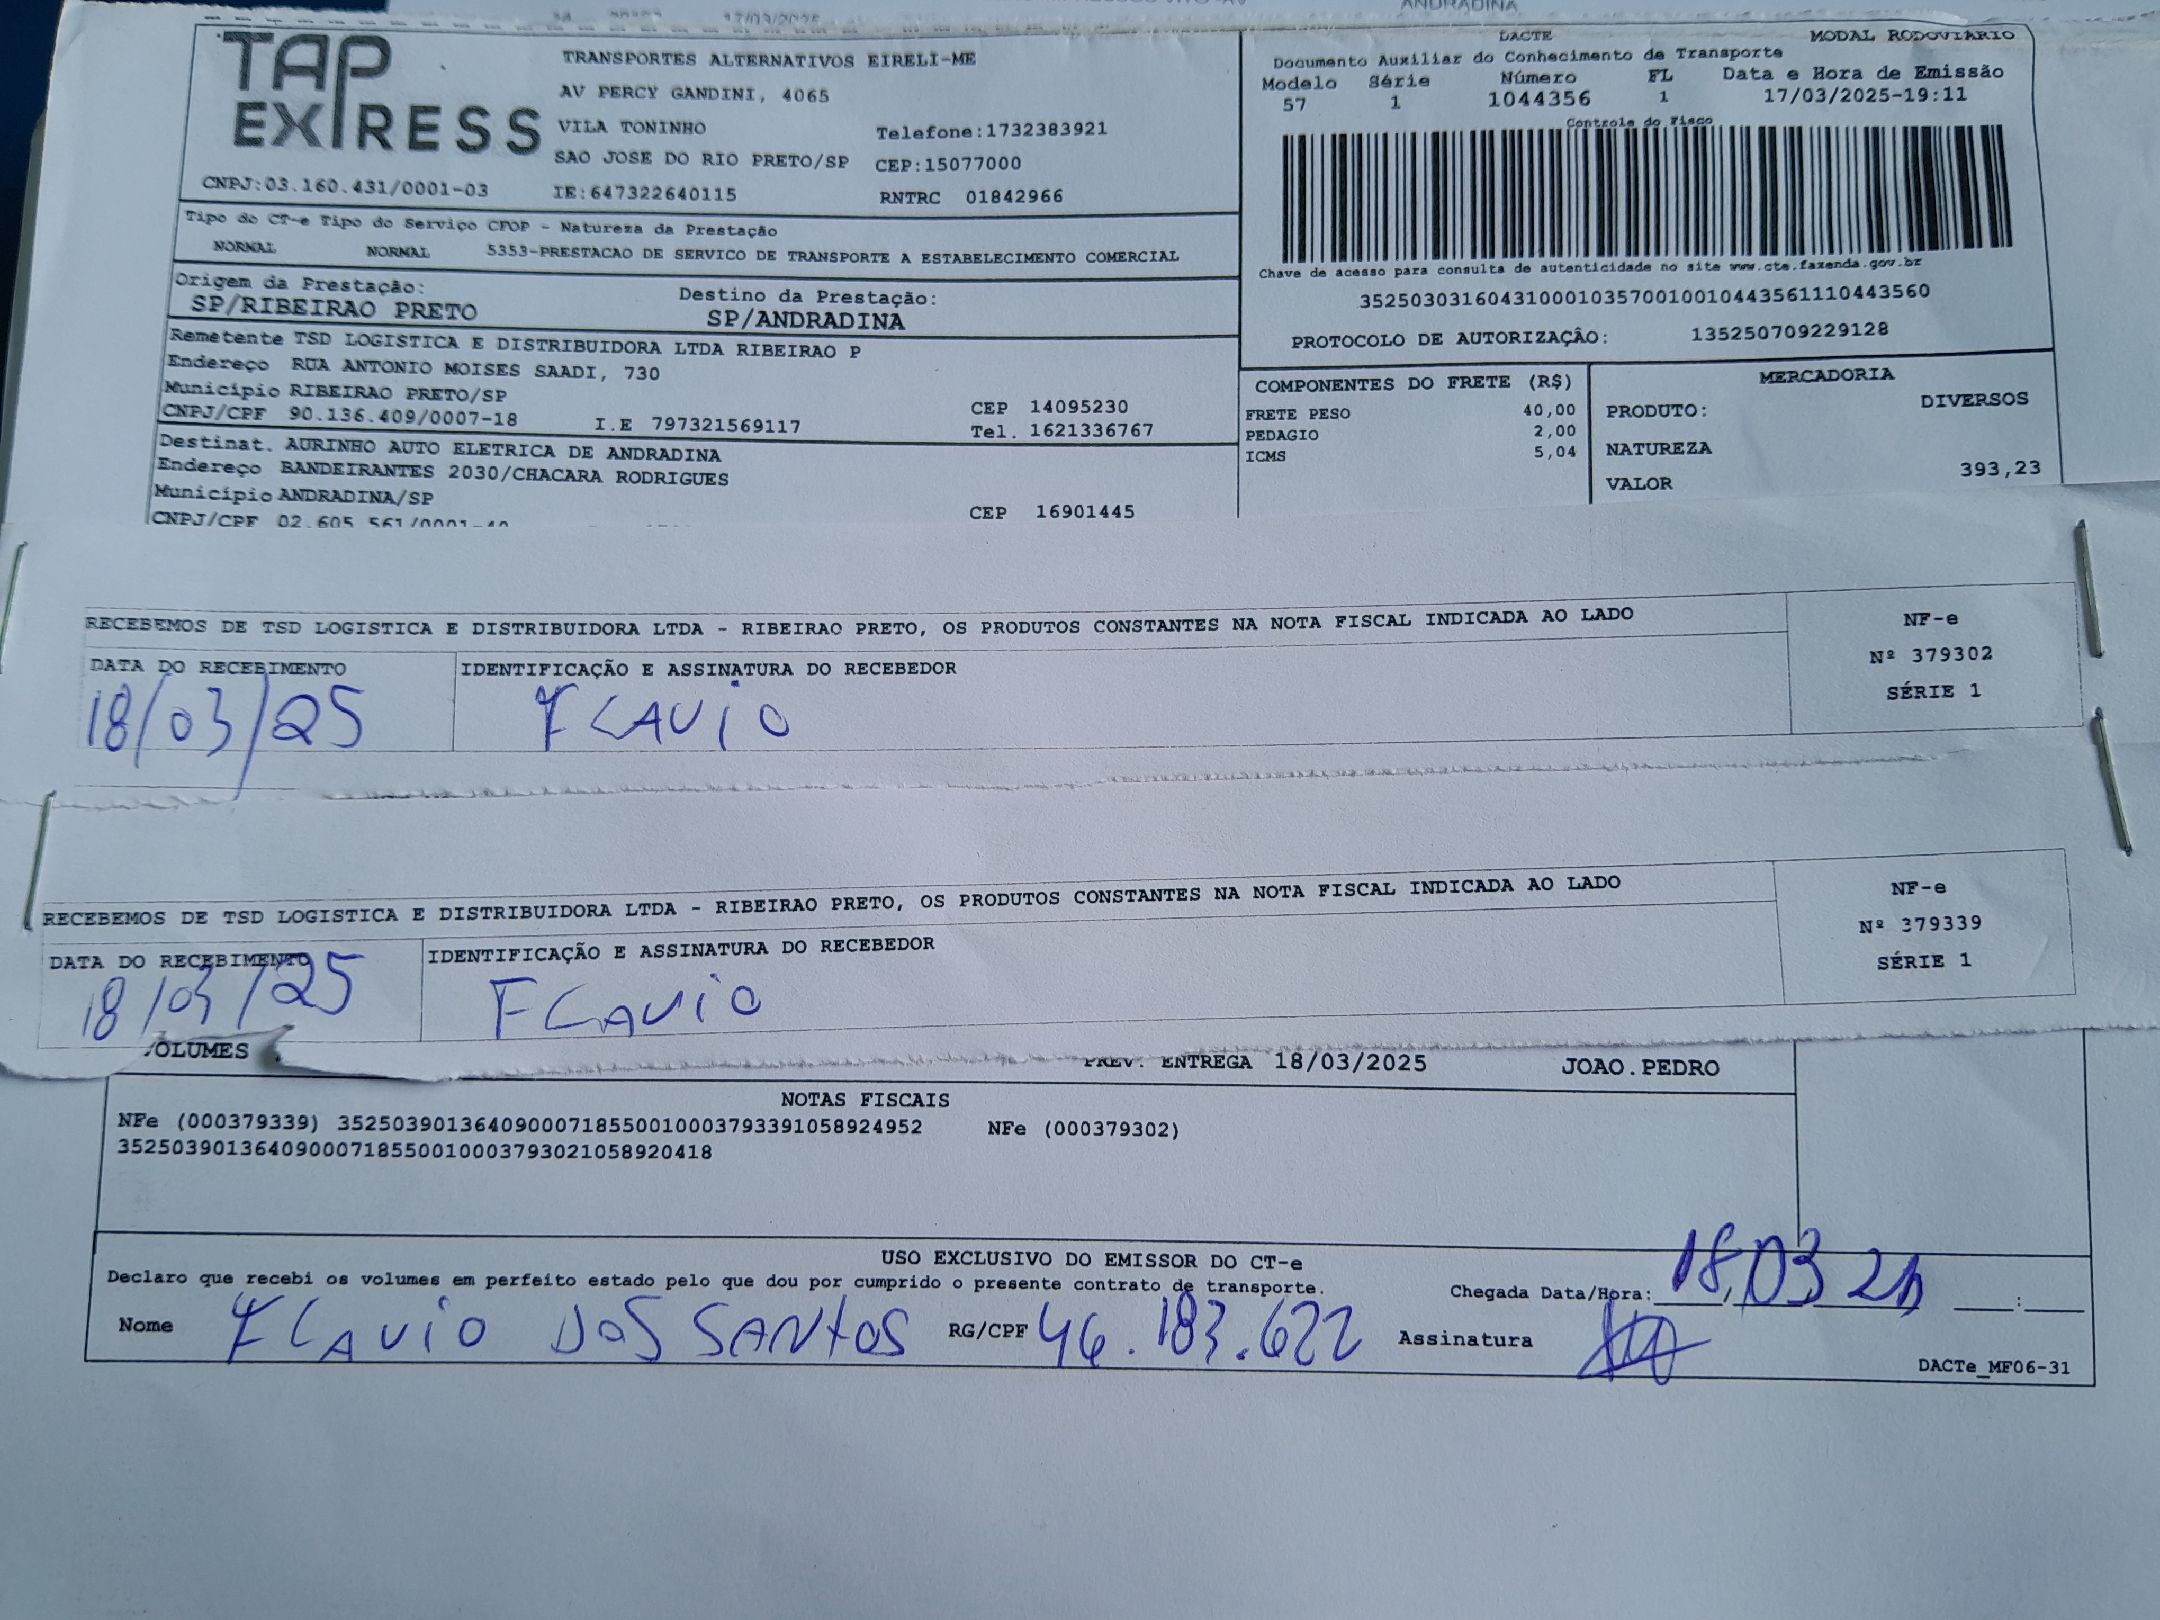 17/03/2025
ANDRADINA
TAP EXPRESS
TRANSPORTES ALTERNATIVOS EIRELI-ME
AV PERCY GANDINI, 4065
VILA TONINHO Telefone:1732383921
SAO JOSE DO RIO PRETO/SP CEP:15077000
CNPJ:03.160.431/0001-03 IE:647322640115 RNTRC 01842966
Tipo do CT-e Tipo do Serviço CFOP - Natureza da Prestação
NORMAL NORMAL 5353-PRESTACAO DE SERVICO DE TRANSPORTE A ESTABELECIMENTO COMERCIAL
Origem da Prestação: Destino da Prestação:
SP/RIBEIRAO PRETO SP/ANDRADINA
Remetente TSD LOGISTICA E DISTRIBUIDORA LTDA RIBEIRAO P
Endereço RUA ANTONIO MOISES SAADI, 730
Município RIBEIRAO PRETO/SP CEP 14095230
CNPJ/CPF 90.136.409/0007-18 I.E 797321569117 Tel. 1621336767
Destinat. AURINHO AUTO ELETRICA DE ANDRADINA
Endereço BANDEIRANTES 2030/CHACARA RODRIGUES
Município ANDRADINA/SP CEP 16901445
CNPJ/CPF 02.605.561/0001-40
DACTE MODAL RODOVIÁRIO
Documento Auxiliar do Conhecimento de Transporte
Modelo Série Número FL Data e Hora de Emissão
57 1 1044356 1 17/03/2025-19:11
Controle do Fisco
Chave de acesso para consulta de autenticidade no site www.cte.fazenda.gov.br
35250303160431000103570010010443561110443560
PROTOCOLO DE AUTORIZAÇÃO: 135250709229128
COMPONENTES DO FRETE (R$)
FRETE PESO 40,00
PEDAGIO 2,00
ICMS 5,04
MERCADORIA
PRODUTO: DIVERSOS
NATUREZA
VALOR 393,23
RECEBEMOS DE TSD LOGISTICA E DISTRIBUIDORA LTDA - RIBEIRAO PRETO, OS PRODUTOS CONSTANTES NA NOTA FISCAL INDICADA AO LADO
DATA DO RECEBIMENTO IDENTIFICAÇÃO E ASSINATURA DO RECEBEDOR
18/03/25 FLAVIO
NF-e
Nº 379302
SÉRIE 1
RECEBEMOS DE TSD LOGISTICA E DISTRIBUIDORA LTDA - RIBEIRAO PRETO, OS PRODUTOS CONSTANTES NA NOTA FISCAL INDICADA AO LADO
DATA DO RECEBIMENTO IDENTIFICAÇÃO E ASSINATURA DO RECEBEDOR
18/03/25 FLAVIO
NF-e
Nº 379339
SÉRIE 1
VOLUMES PREV. ENTREGA 18/03/2025 JOAO.PEDRO
NOTAS FISCAIS
NFe (000379339) 35250390136409000718550010003793391058924952 NFe (000379302)
35250390136409000718550010003793021058920418
USO EXCLUSIVO DO EMISSOR DO CT-e
Declaro que recebi os volumes em perfeito estado pelo que dou por cumprido o presente contrato de transporte. Chegada Data/Hora: 18,03 :
Nome FLAVIO DOS SANTOS RG/CPF 46.183.622 Assinatura
DACTe_MF06-31